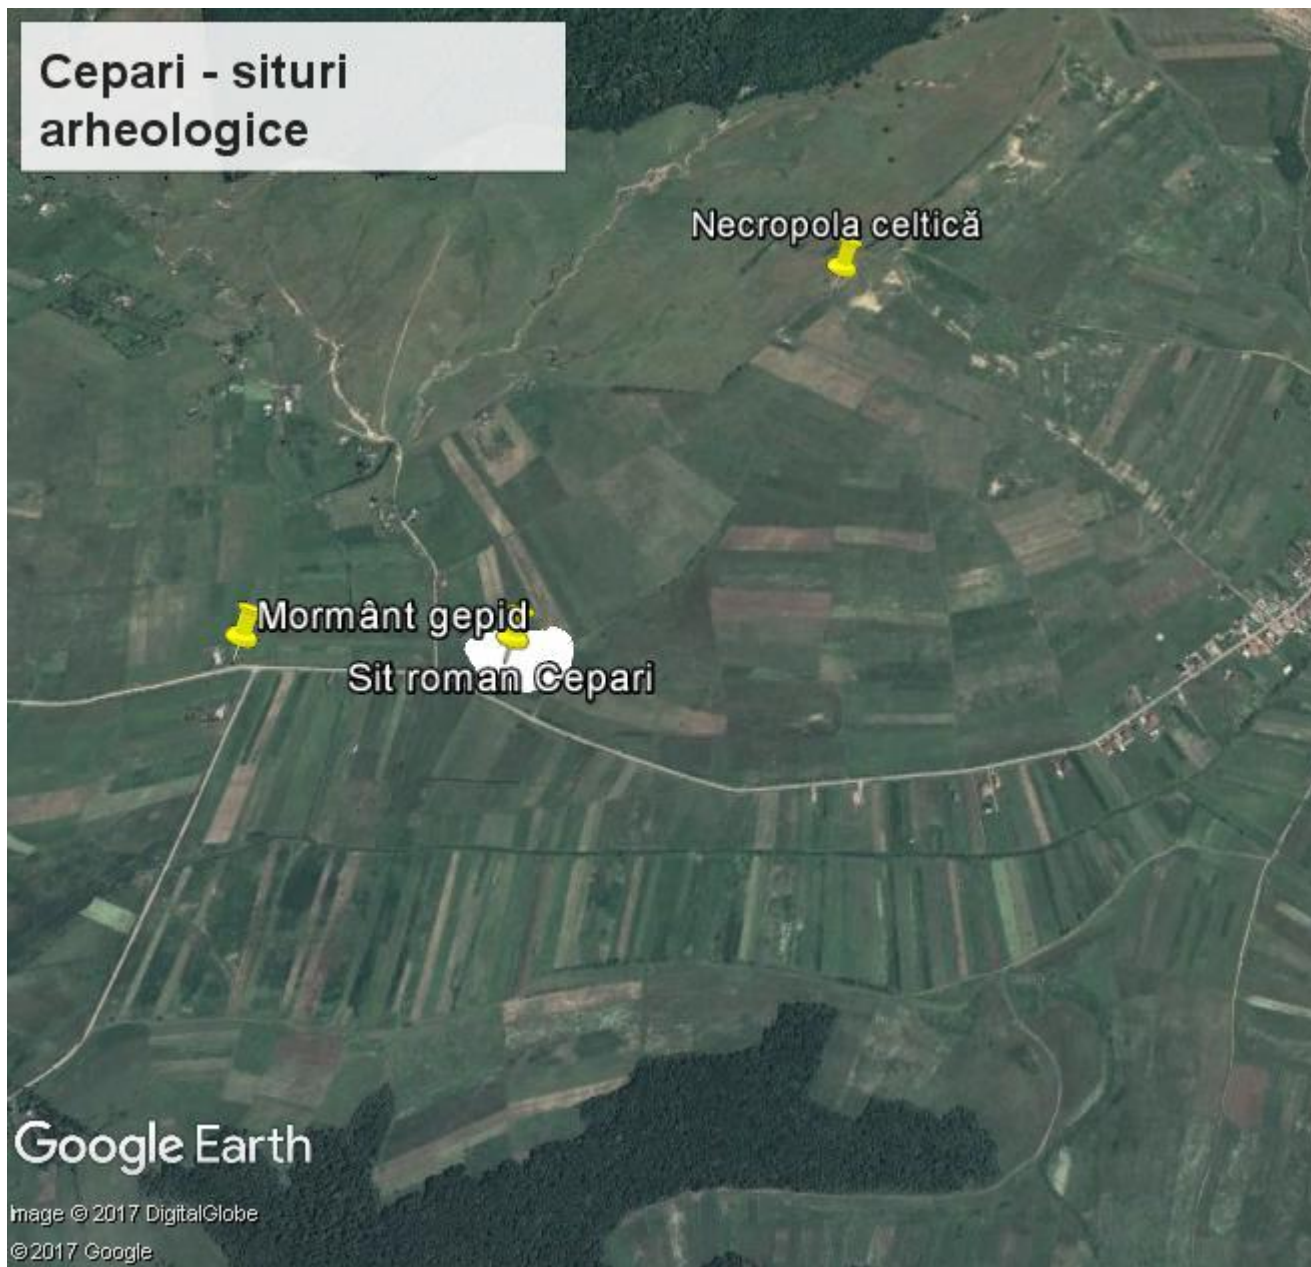 Cepari - situri
arheologice
Necropola celtică
Mormânt gepid
Sit roman Cepari
Google Earth
Image © 2017 DigitalGlobe
© 2017 Google